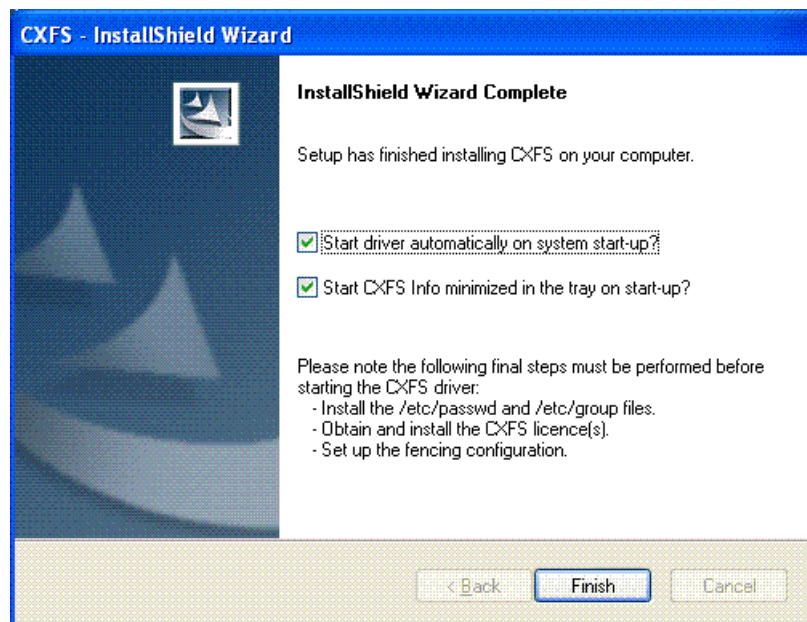 CXFS - InstallShield Wizard
InstallShield Wizard Complete
Setup has finished installing CXFS on your computer.
Start driver automatically on system start-up?
Start CXFS Info minimized in the tray on start-up?
Please note the following final steps must be performed before
starting the CXFS driver:
- Install the /etc/passwd and /etc/group files.
- Obtain and install the CXFS licence(s).
- Set up the fencing configuration.
< Back
Finish
Cancel